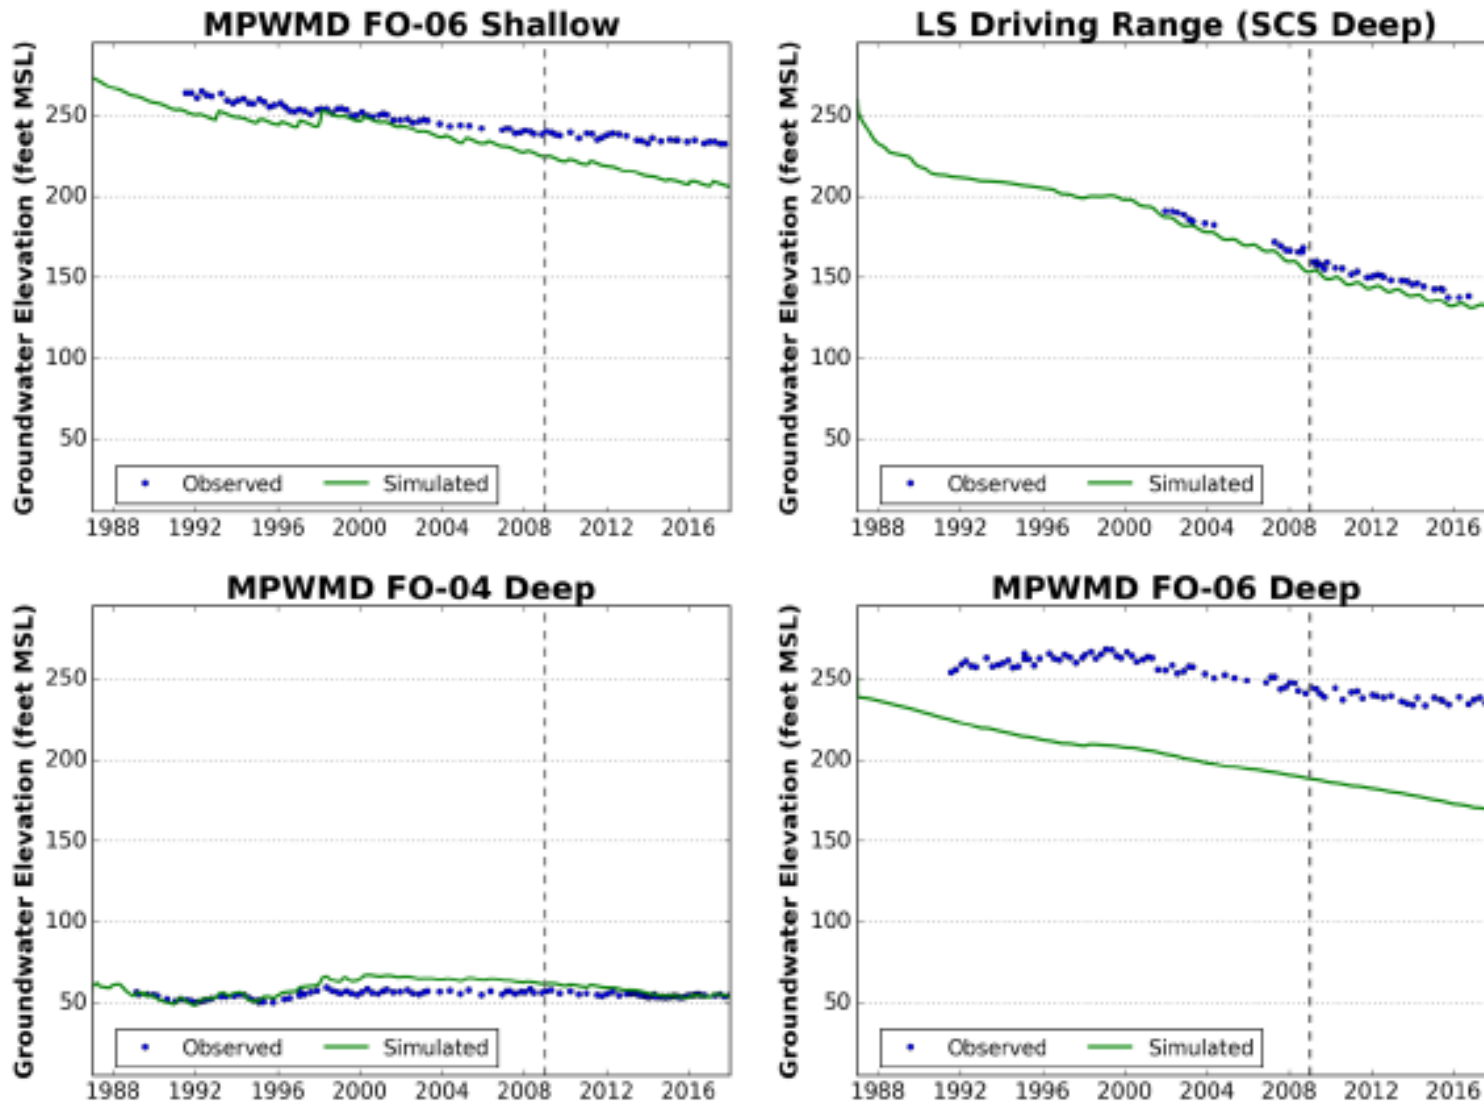 MPWMD FO-06 Shallow
Groundwater Elevation (feet MSL)
250
200
150
100
50
Observed Simulated
1988 1992 1996 2000 2004 2008 2012 2016
LS Driving Range (SCS Deep)
Groundwater Elevation (feet MSL)
250
200
150
100
50
Observed Simulated
1988 1992 1996 2000 2004 2008 2012 2016
MPWMD FO-04 Deep
Groundwater Elevation (feet MSL)
250
200
150
100
50
Observed Simulated
1988 1992 1996 2000 2004 2008 2012 2016
MPWMD FO-06 Deep
Groundwater Elevation (feet MSL)
250
200
150
100
50
Observed Simulated
1988 1992 1996 2000 2004 2008 2012 2016